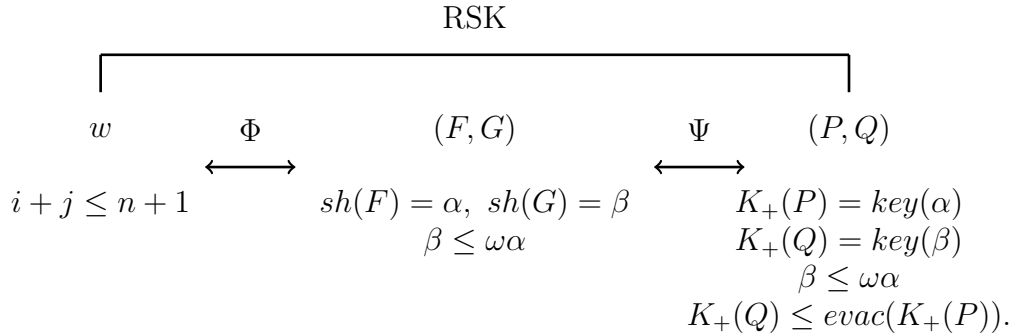 RSK
w Φ (F, G) Ψ (P, Q)
i + j ≤ n + 1 sh(F) = α, sh(G) = β K₊(P) = key(α)
β ≤ ωα K₊(Q) = key(β)
β ≤ ωα
K₊(Q) ≤ evac(K₊(P)).